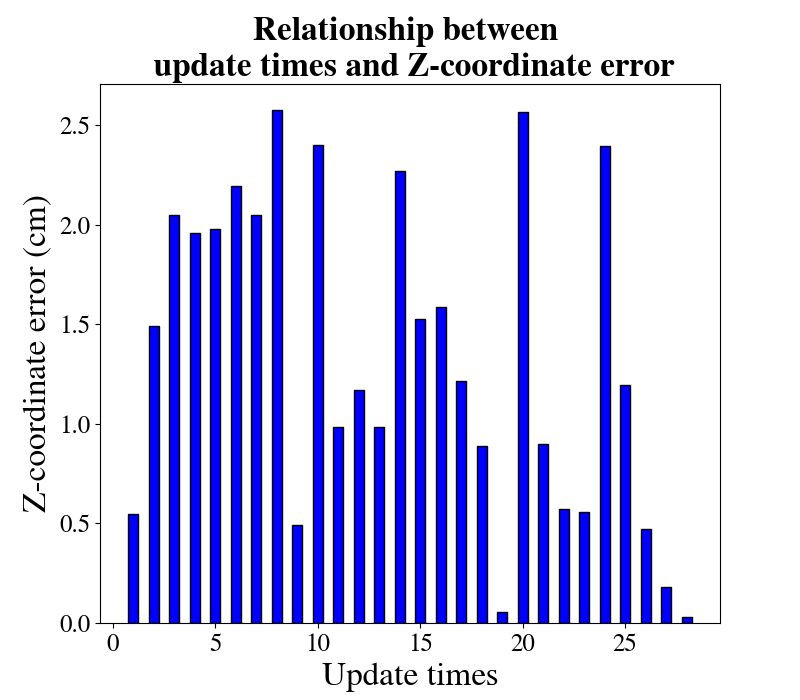 Relationship between
update times and Z-coordinate error
Z-coordinate error (cm)
2.5
2.0
1.5
1.0
0.5
0.0
0 5 10 15 20 25
Update times